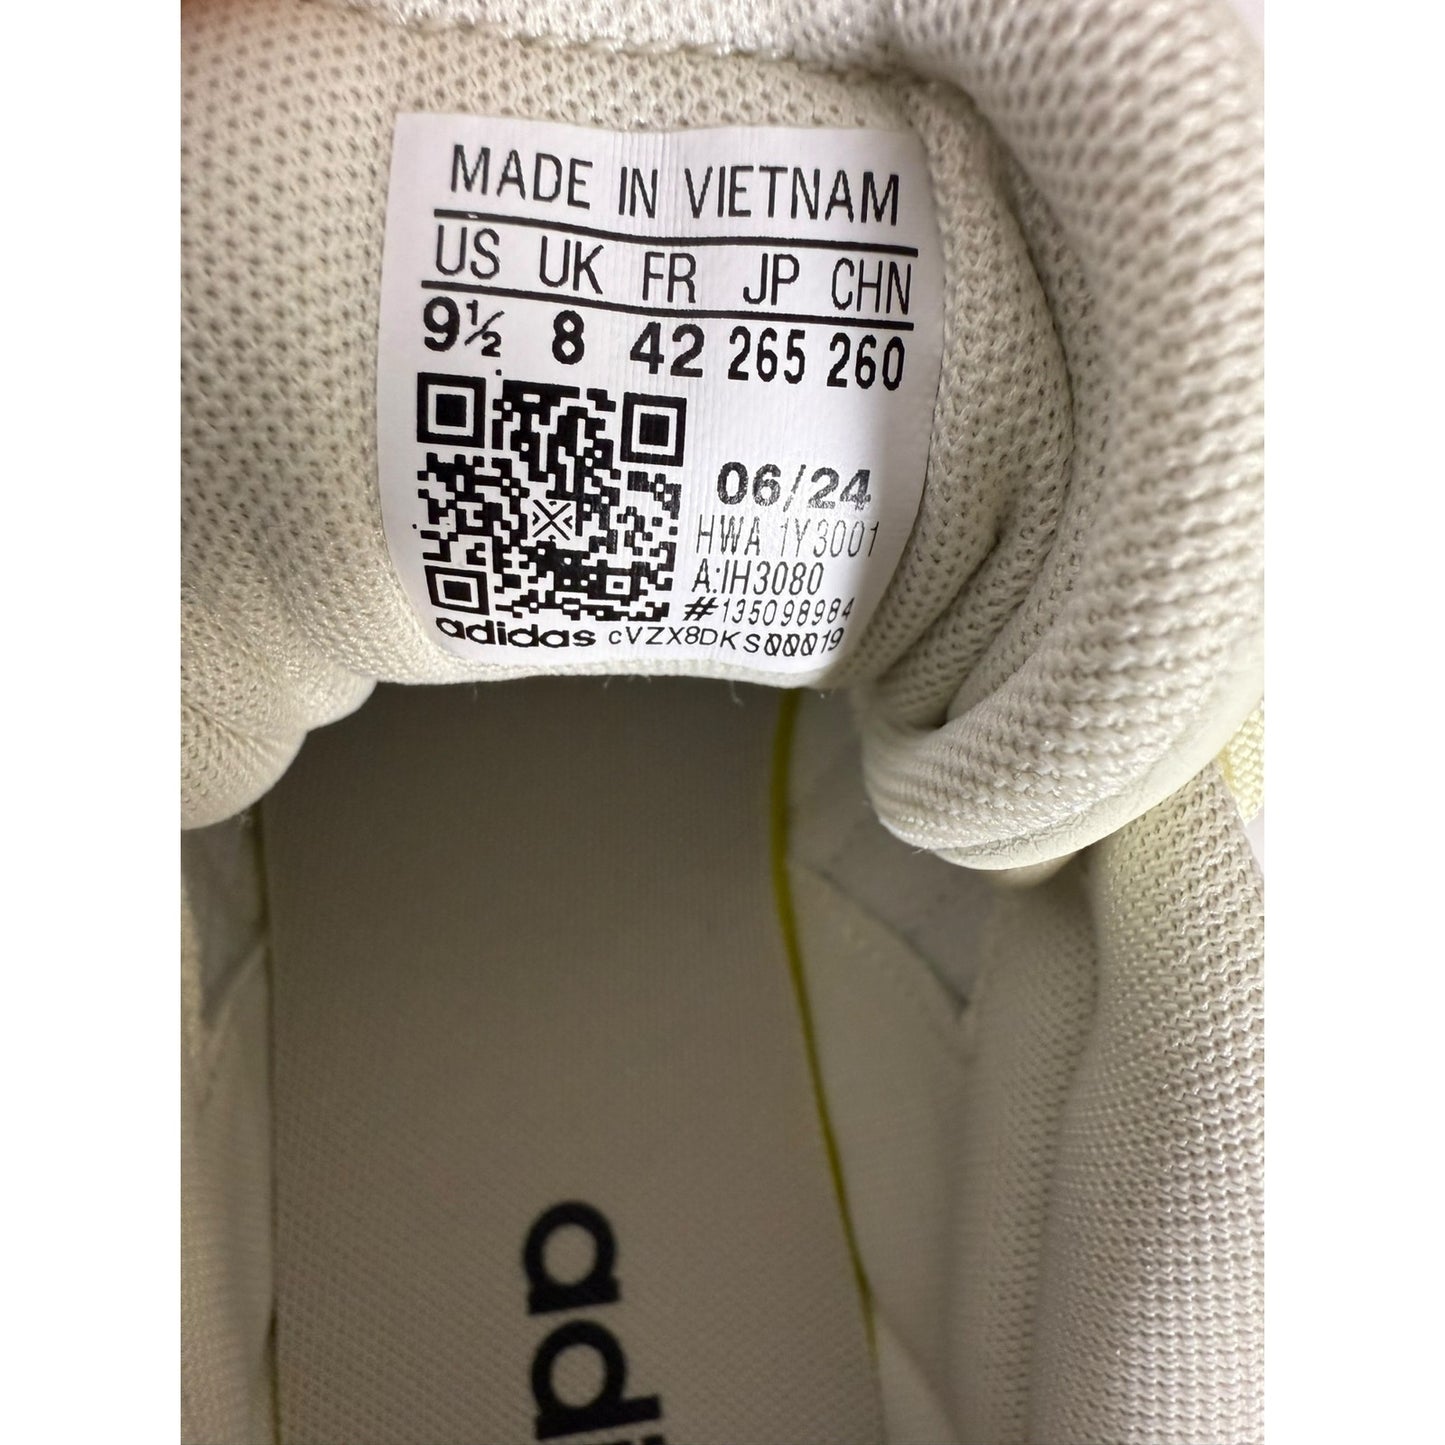 MADE IN VIETNAM
US UK FR JP CHN
9½ 8 42 265 260
06/24
HWA 1Y3001
A:IH3080
#135098984
adidas cVZX8DKS00019
adi